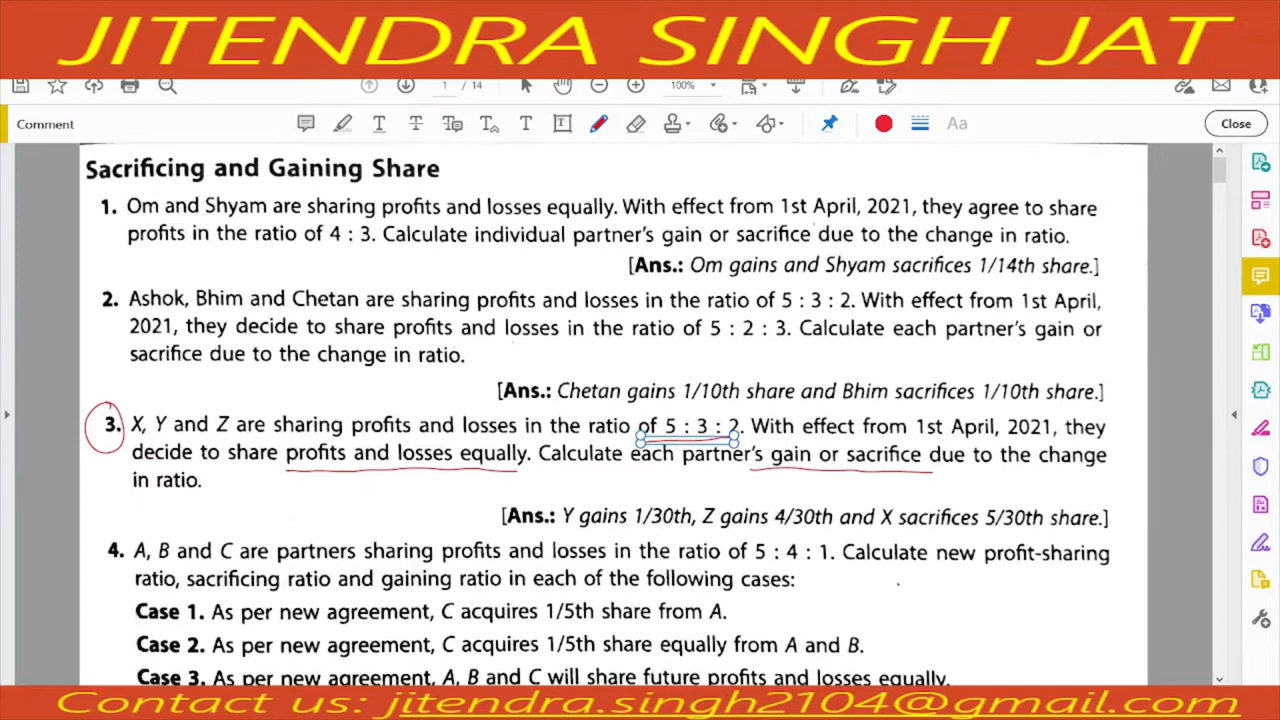 JITENDRA SINGH JAT
1 / 14
100%
Comment
Aa
Close
Sacrificing and Gaining Share
1. Om and Shyam are sharing profits and losses equally. With effect from 1st April, 2021, they agree to share
profits in the ratio of 4 : 3. Calculate individual partner's gain or sacrifice due to the change in ratio.
[Ans.: Om gains and Shyam sacrifices 1/14th share.]
2. Ashok, Bhim and Chetan are sharing profits and losses in the ratio of 5 : 3 : 2. With effect from 1st April,
2021, they decide to share profits and losses in the ratio of 5 : 2 : 3. Calculate each partner's gain or
sacrifice due to the change in ratio.
[Ans.: Chetan gains 1/10th share and Bhim sacrifices 1/10th share.]
3. X, Y and Z are sharing profits and losses in the ratio of 5 : 3 : 2. With effect from 1st April, 2021, they
decide to share profits and losses equally. Calculate each partner's gain or sacrifice due to the change
in ratio.
[Ans.: Y gains 1/30th, Z gains 4/30th and X sacrifices 5/30th share.]
4. A, B and C are partners sharing profits and losses in the ratio of 5 : 4 : 1. Calculate new profit-sharing
ratio, sacrificing ratio and gaining ratio in each of the following cases:
Case 1. As per new agreement, C acquires 1/5th share from A.
Case 2. As per new agreement, C acquires 1/5th share equally from A and B.
Case 3. As per new agreement, A, B and C will share future profits and losses equally.
Contact us: jitendra.singh2104@gmail.com